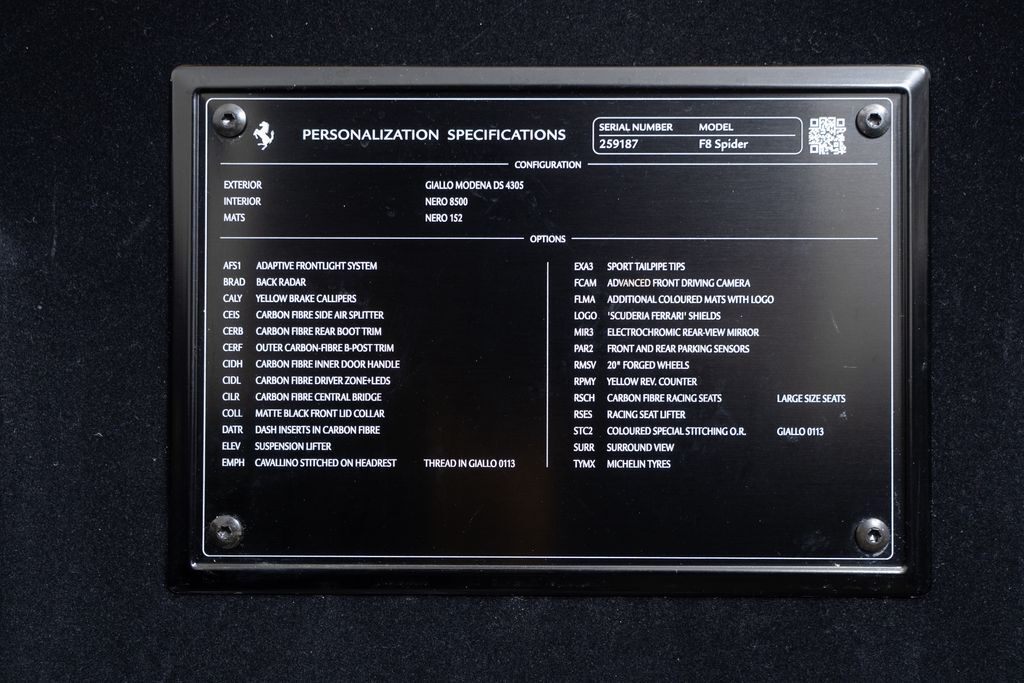 PERSONALIZATION SPECIFICATIONS
SERIAL NUMBER MODEL
259187 F8 Spider
CONFIGURATION
EXTERIOR GIALLO MODENA DS 4305
INTERIOR NERO 8500
MATS NERO 152
OPTIONS
AFS1 ADAPTIVE FRONTLIGHT SYSTEM
BRAD BACK RADAR
CALY YELLOW BRAKE CALLIPERS
CEIS CARBON FIBRE SIDE AIR SPLITTER
CERB CARBON FIBRE REAR BOOT TRIM
CERF OUTER CARBON-FIBRE B-POST TRIM
CIDH CARBON FIBRE INNER DOOR HANDLE
CIDL CARBON FIBRE DRIVER ZONE+LEDS
CILR CARBON FIBRE CENTRAL BRIDGE
COLL MATTE BLACK FRONT LID COLLAR
DATR DASH INSERTS IN CARBON FIBRE
ELEV SUSPENSION LIFTER
EMPH CAVALLINO STITCHED ON HEADREST THREAD IN GIALLO 0113
EXA3 SPORT TAILPIPE TIPS
FCAM ADVANCED FRONT DRIVING CAMERA
FLMA ADDITIONAL COLOURED MATS WITH LOGO
LOGO 'SCUDERIA FERRARI' SHIELDS
MIR3 ELECTROCHROMIC REAR-VIEW MIRROR
PAR2 FRONT AND REAR PARKING SENSORS
RMSV 20" FORGED WHEELS
RPMY YELLOW REV. COUNTER
RSCH CARBON FIBRE RACING SEATS LARGE SIZE SEATS
RSES RACING SEAT LIFTER
STC2 COLOURED SPECIAL STITCHING O.R. GIALLO 0113
SURR SURROUND VIEW
TYMX MICHELIN TYRES